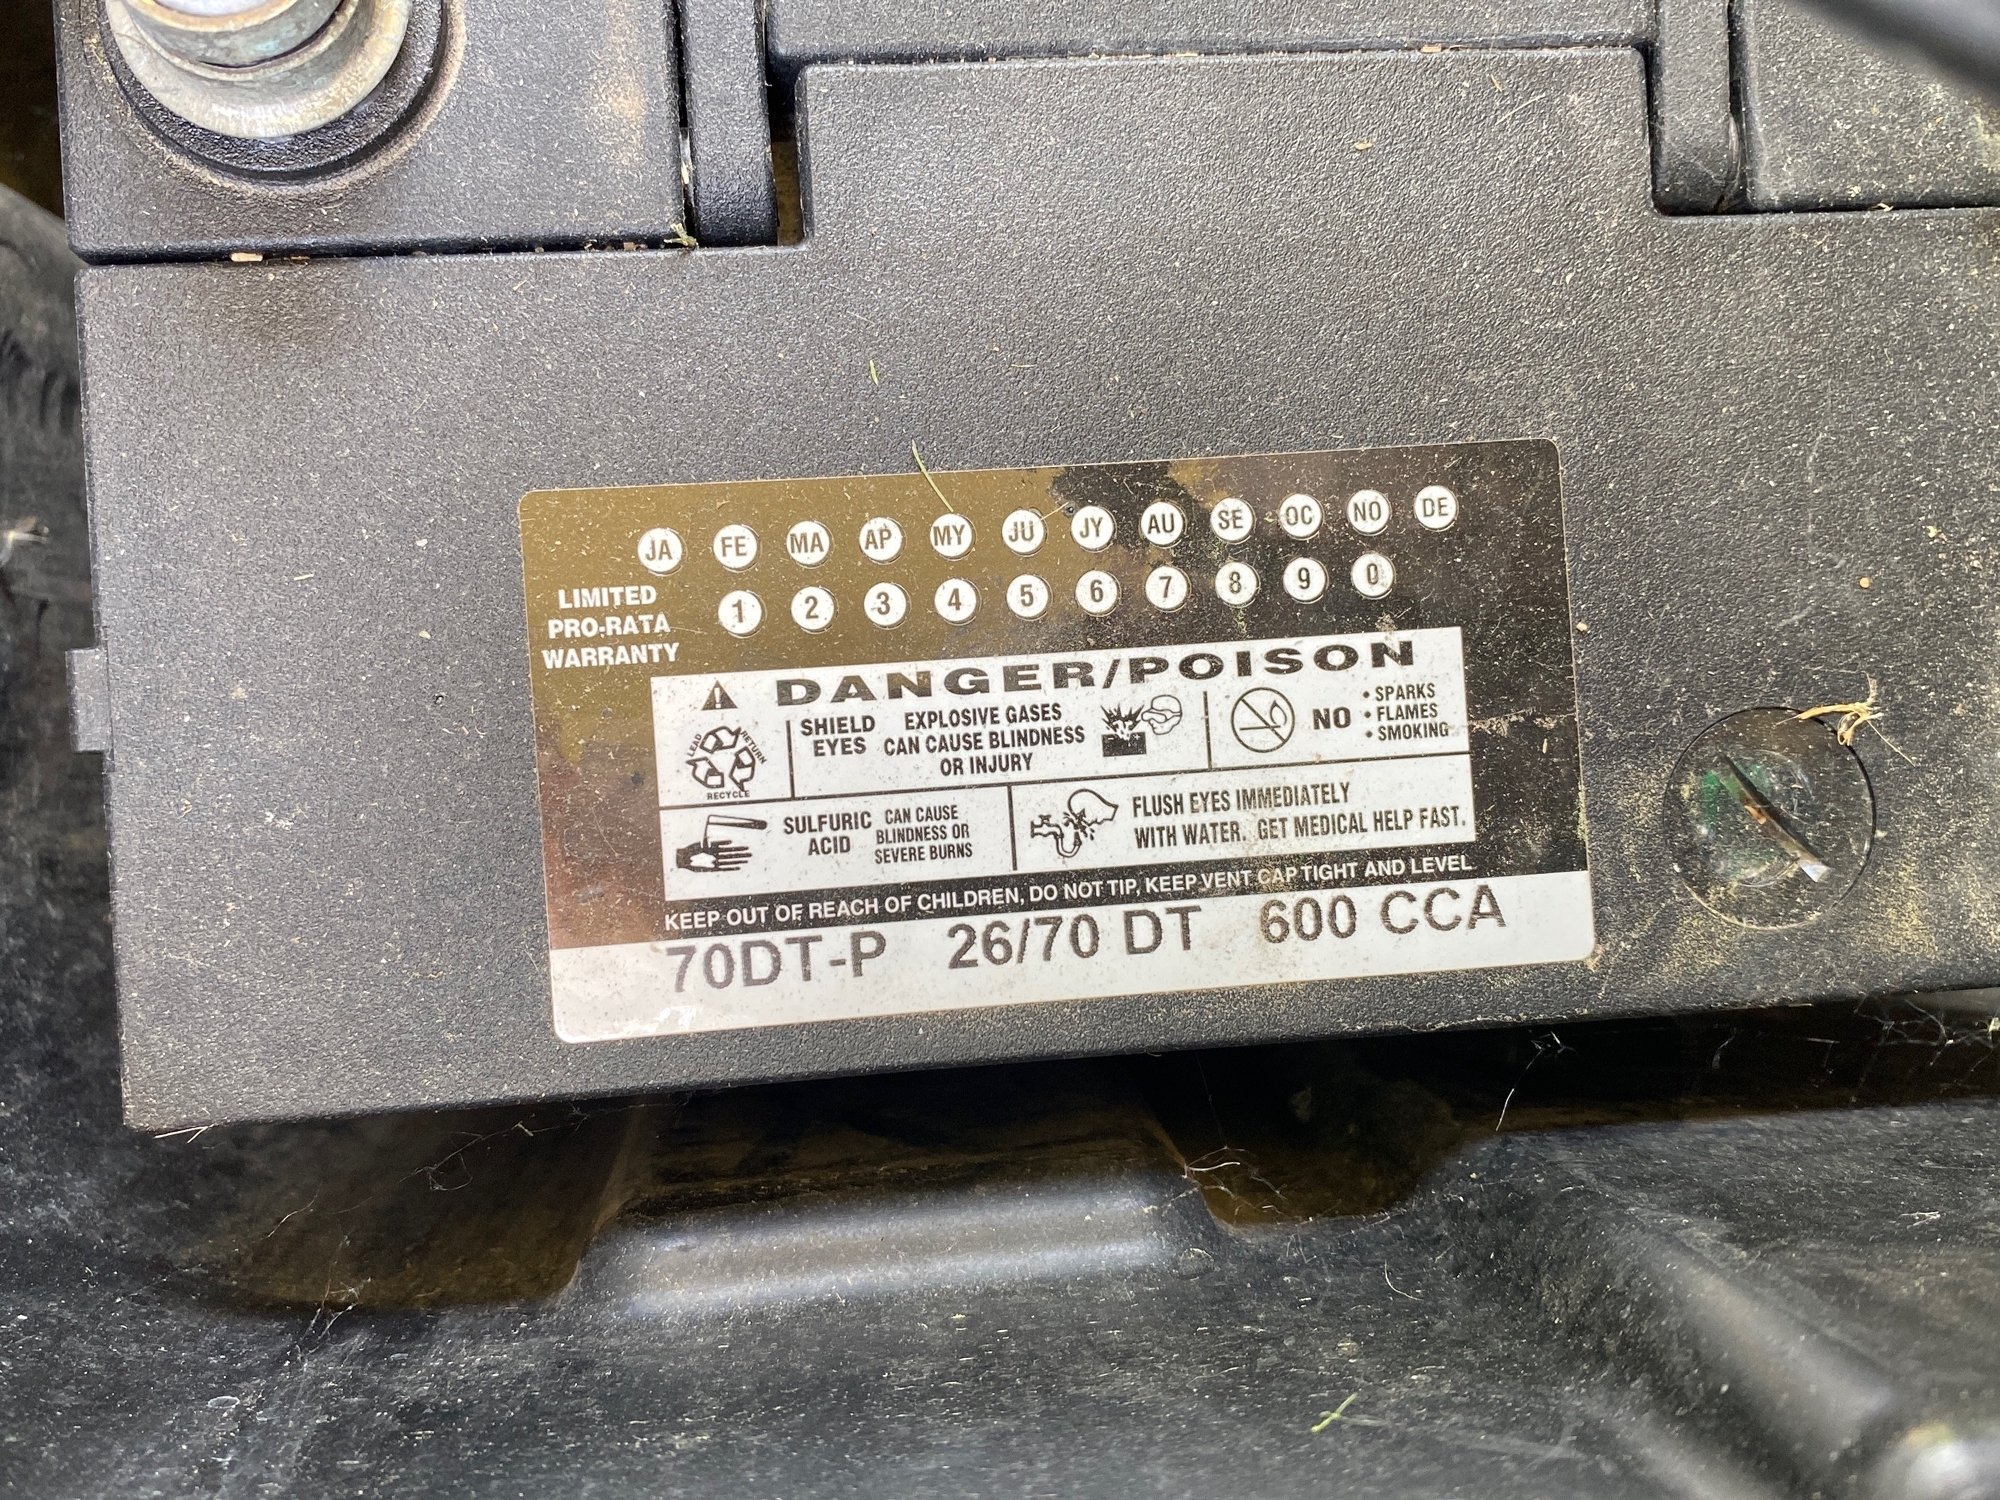 JA FE MA AP MY JU JY AU SE OC NO DE
1 2 3 4 5 6 7 8 9 0
LIMITED
PRO-RATA
WARRANTY
DANGER/POISON
LEAD RETURN
RECYCLE
SHIELD
EYES
EXPLOSIVE GASES
CAN CAUSE BLINDNESS
OR INJURY
NO
• SPARKS
• FLAMES
• SMOKING
SULFURIC
ACID
CAN CAUSE
BLINDNESS OR
SEVERE BURNS
FLUSH EYES IMMEDIATELY
WITH WATER. GET MEDICAL HELP FAST.
KEEP OUT OF REACH OF CHILDREN, DO NOT TIP, KEEP VENT CAP TIGHT AND LEVEL
70DT-P 26/70 DT 600 CCA